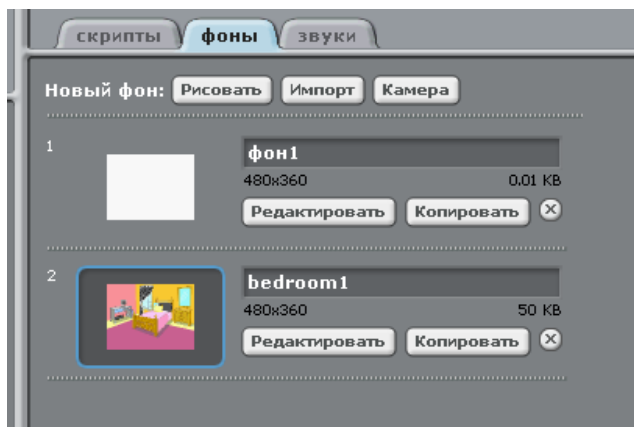 скрипты фоны звуки
Новый фон: Рисовать Импорт Камера
1
фон1
480x360 0.01 KB
Редактировать Копировать
2
bedroom1
480x360 50 KB
Редактировать Копировать